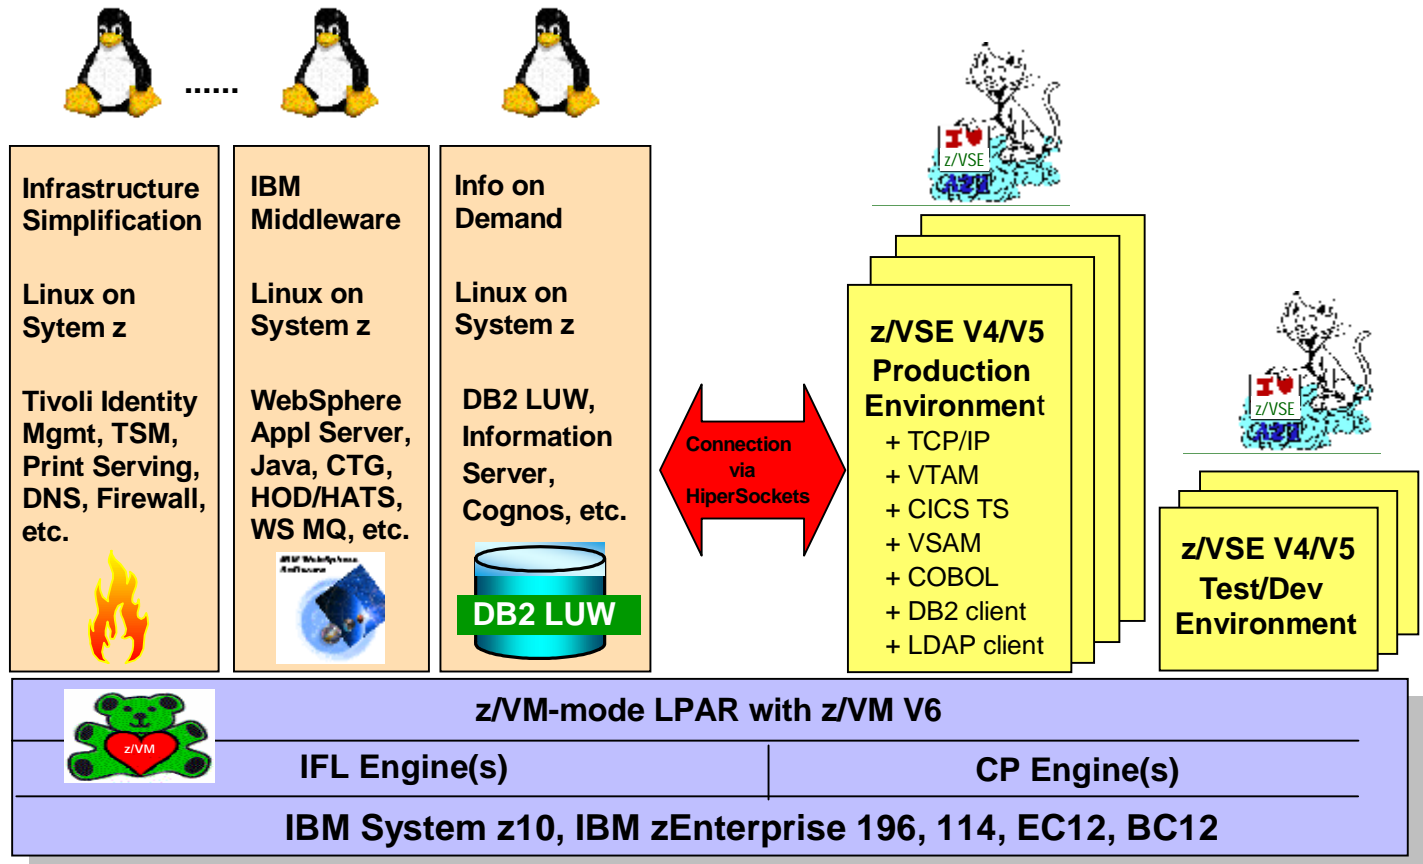 ......
Infrastructure
Simplification
Linux on
Sytem z
Tivoli Identity
Mgmt, TSM,
Print Serving,
DNS, Firewall,
etc.
IBM
Middleware
Linux on
System z
WebSphere
Appl Server,
Java, CTG,
HOD/HATS,
WS MQ, etc.
IBM WebSphere
Software
Info on
Demand
Linux on
System z
DB2 LUW,
Information
Server,
Cognos, etc.
DB2 LUW
Connection
via
HiperSockets
I ♥
z/VSE
z/VSE V4/V5
Production
Environment
+ TCP/IP
+ VTAM
+ CICS TS
+ VSAM
+ COBOL
+ DB2 client
+ LDAP client
I ♥
z/VSE
z/VSE V4/V5
Test/Dev
Environment
z/VM
z/VM-mode LPAR with z/VM V6
IFL Engine(s)
CP Engine(s)
IBM System z10, IBM zEnterprise 196, 114, EC12, BC12